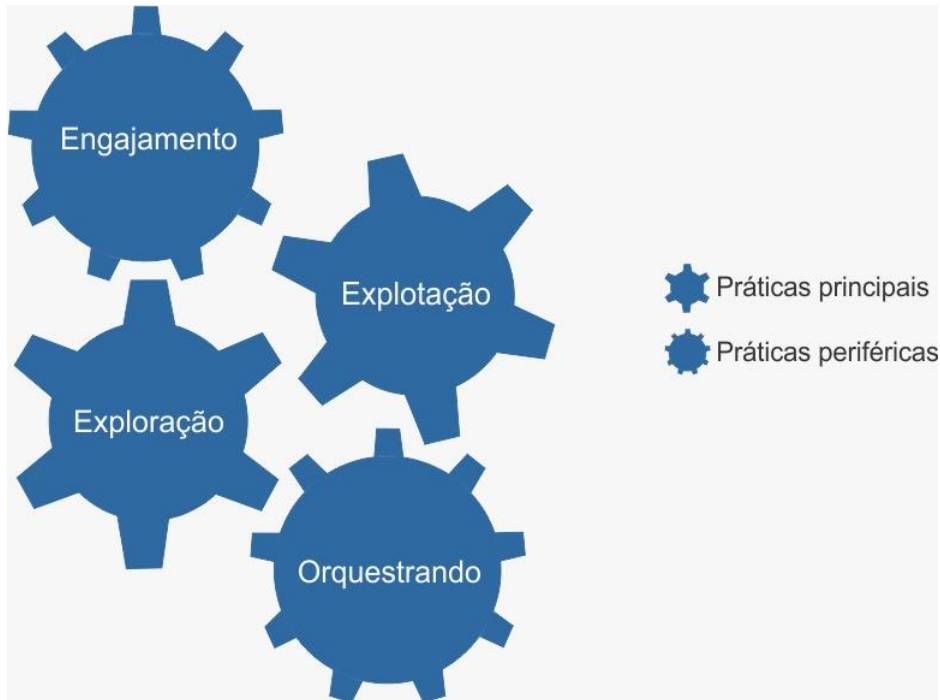 Engajamento
Explotação
Exploração
Orquestrando
Práticas principais
Práticas periféricas